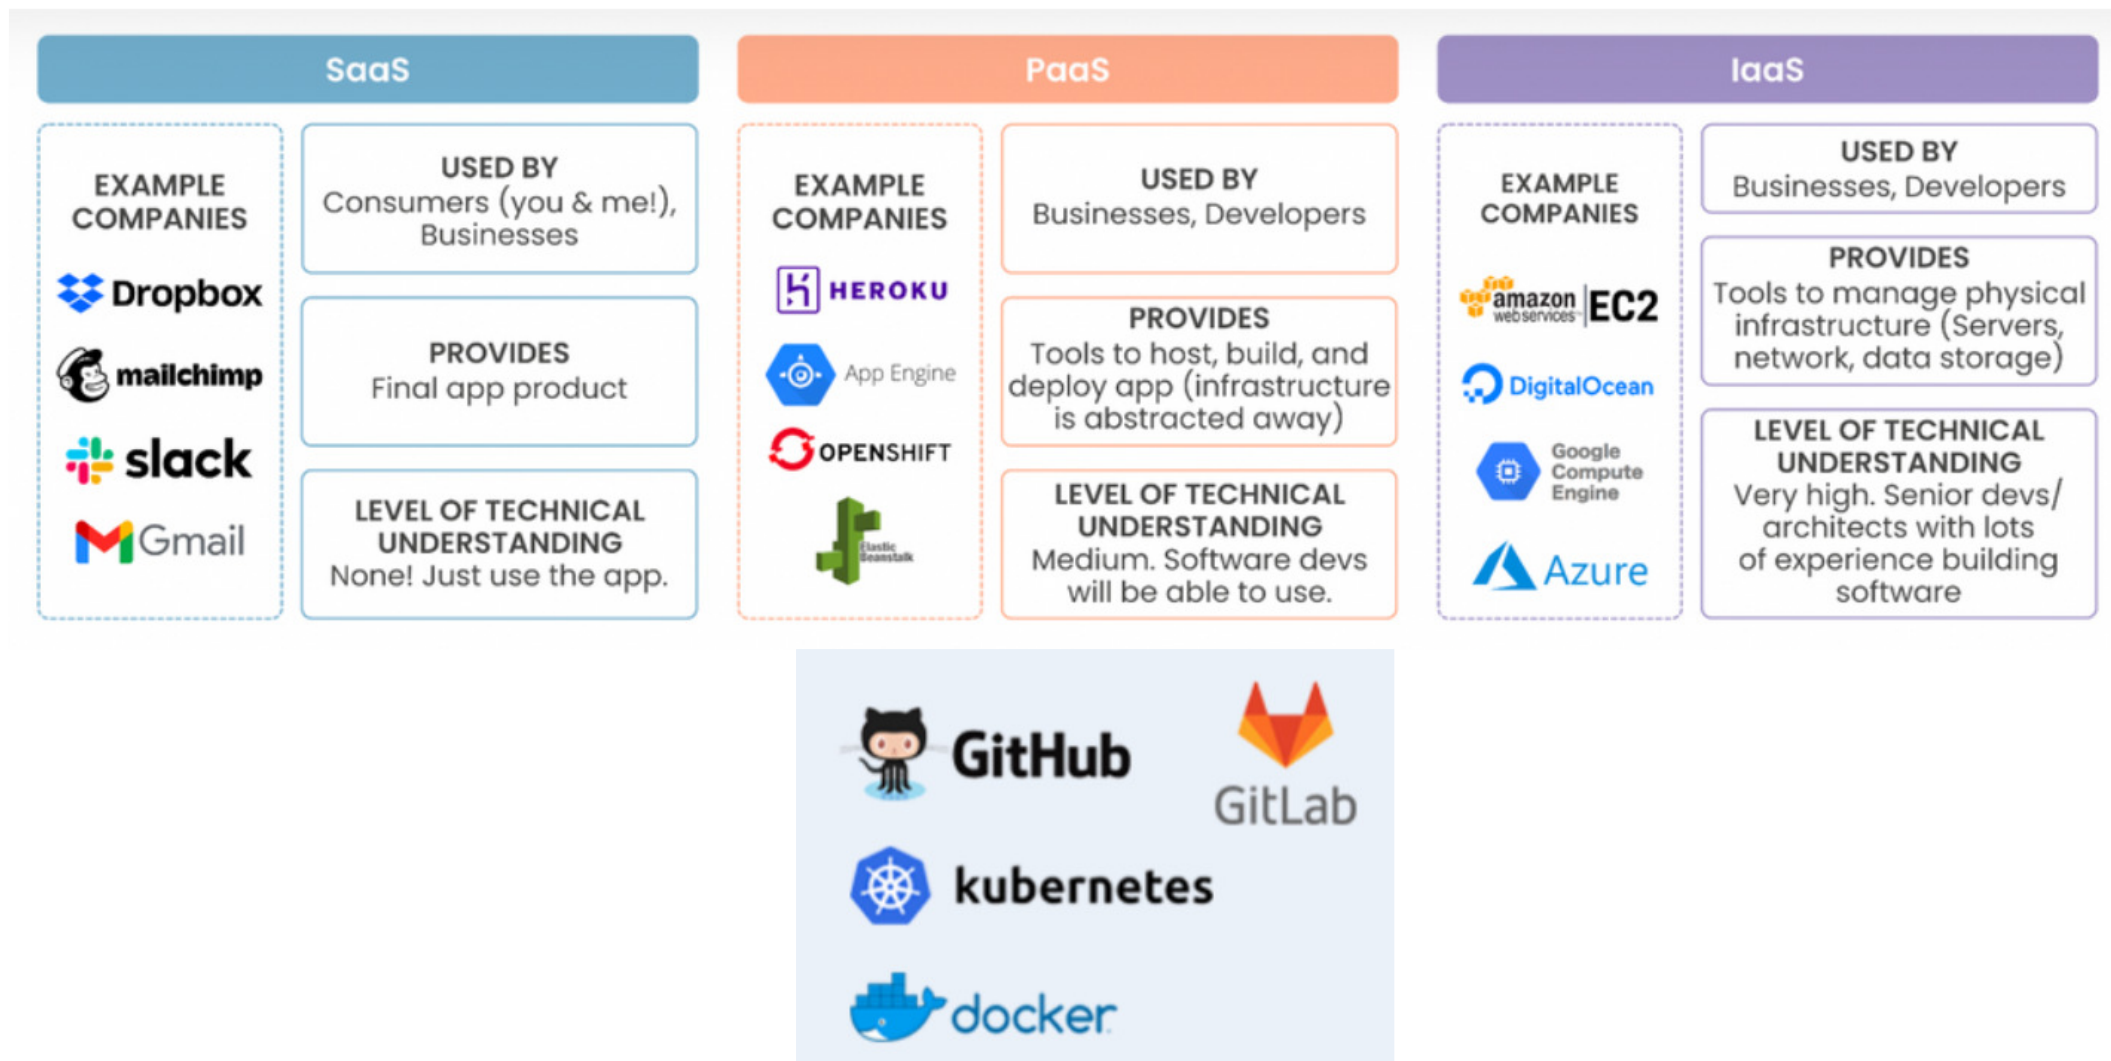 SaaS
EXAMPLE
COMPANIES
Dropbox
mailchimp
slack
Gmail
USED BY
Consumers (you & me!),
Businesses
PROVIDES
Final app product
LEVEL OF TECHNICAL
UNDERSTANDING
None! Just use the app.
PaaS
EXAMPLE
COMPANIES
HEROKU
App Engine
OPENSHIFT
Elastic
Beanstalk
USED BY
Businesses, Developers
PROVIDES
Tools to host, build, and
deploy app (infrastructure
is abstracted away)
LEVEL OF TECHNICAL
UNDERSTANDING
Medium. Software devs
will be able to use.
IaaS
EXAMPLE
COMPANIES
amazon
webservices™
EC2
DigitalOcean
Google
Compute
Engine
Azure
USED BY
Businesses, Developers
PROVIDES
Tools to manage physical
infrastructure (Servers,
network, data storage)
LEVEL OF TECHNICAL
UNDERSTANDING
Very high. Senior devs/
architects with lots
of experience building
software
GitHub
GitLab
kubernetes
docker